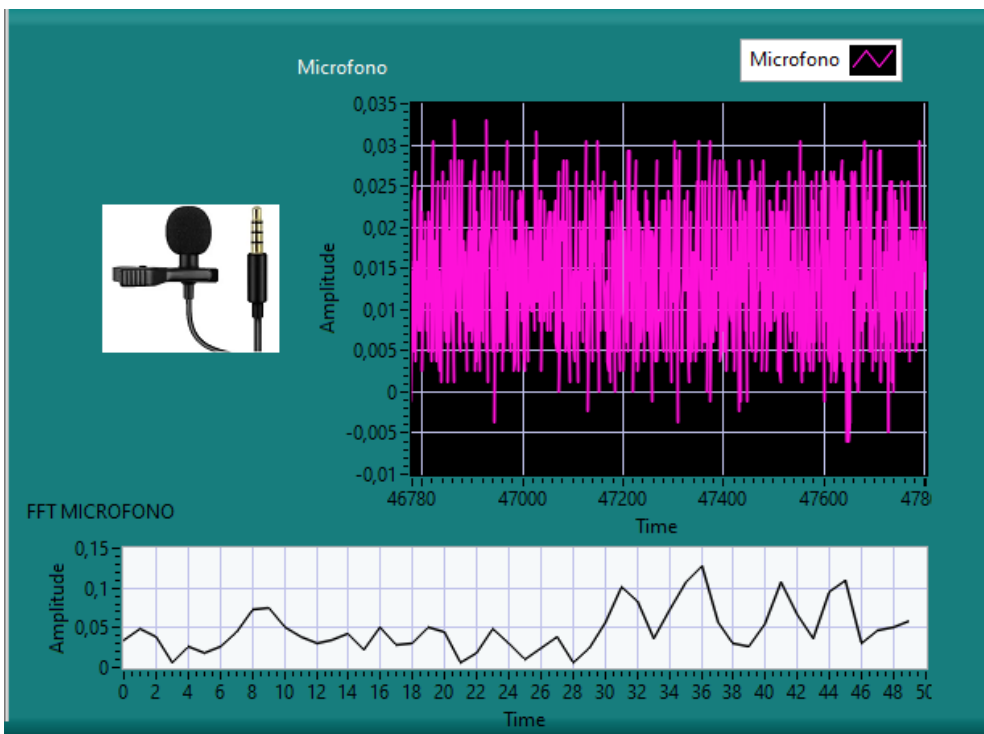 Microfono
Microfono
0,035
0,03
0,025
0,02
0,015
0,01
0,005
0
-0,005
-0,01
Amplitude
46780 47000 47200 47400 47600 478
Time
FFT MICROFONO
0,15
0,1
0,05
0
Amplitude
0 2 4 6 8 10 12 14 16 18 20 22 24 26 28 30 32 34 36 38 40 42 44 46 48 50
Time